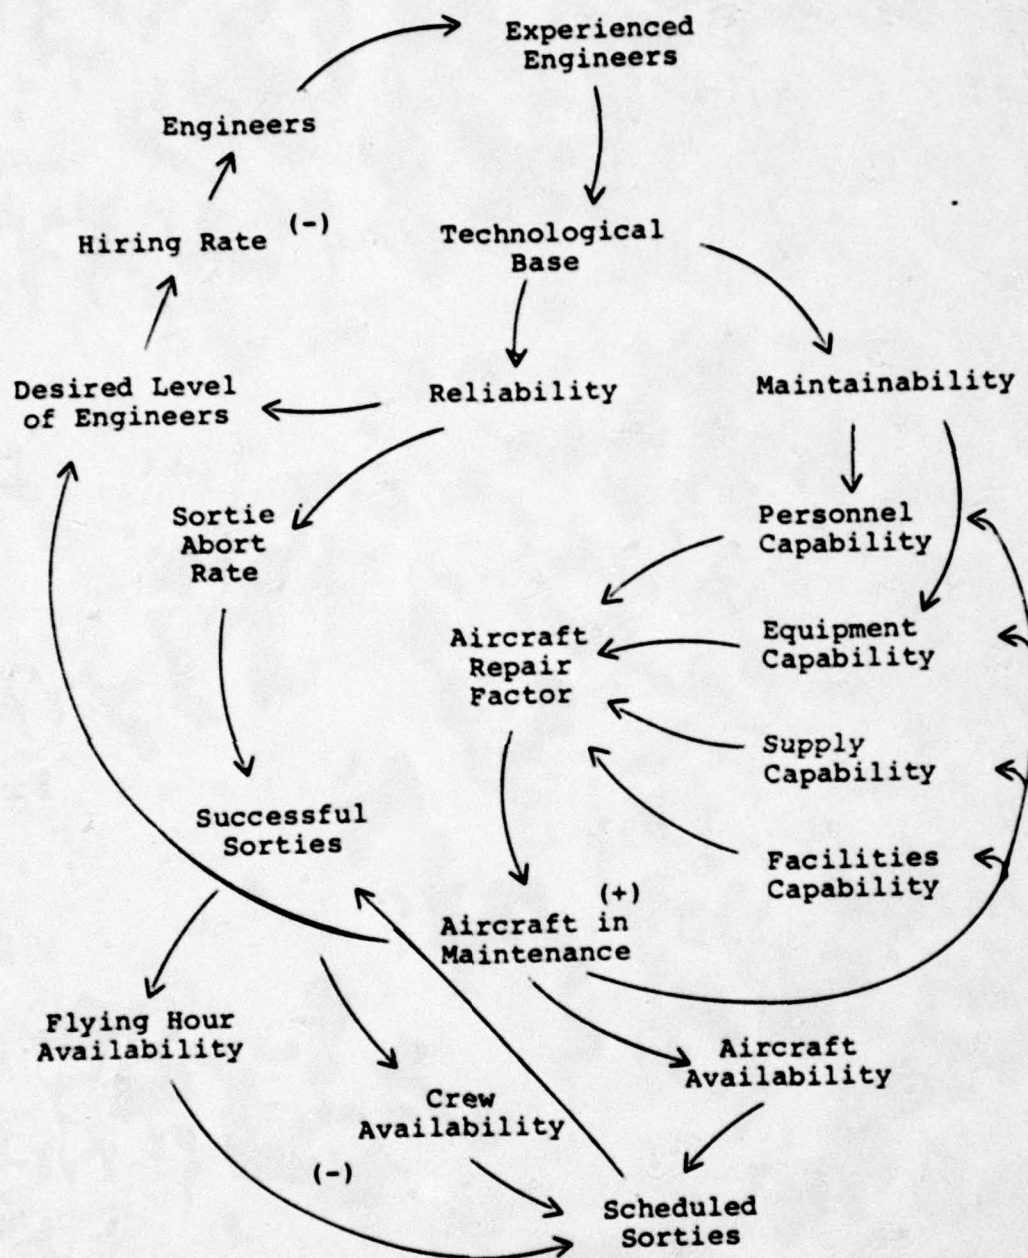 Experienced
Engineers
Engineers
Hiring Rate (-)
Technological
Base
Desired Level
of Engineers
Reliability
Maintainability
Sortie
Abort
Rate
Personnel
Capability
Aircraft
Repair
Factor
Equipment
Capability
Supply
Capability
Successful
Sorties
Facilities
Capability
(+)
Aircraft in
Maintenance
Flying Hour
Availability
Aircraft
Availability
Crew
Availability
(-)
Scheduled
Sorties